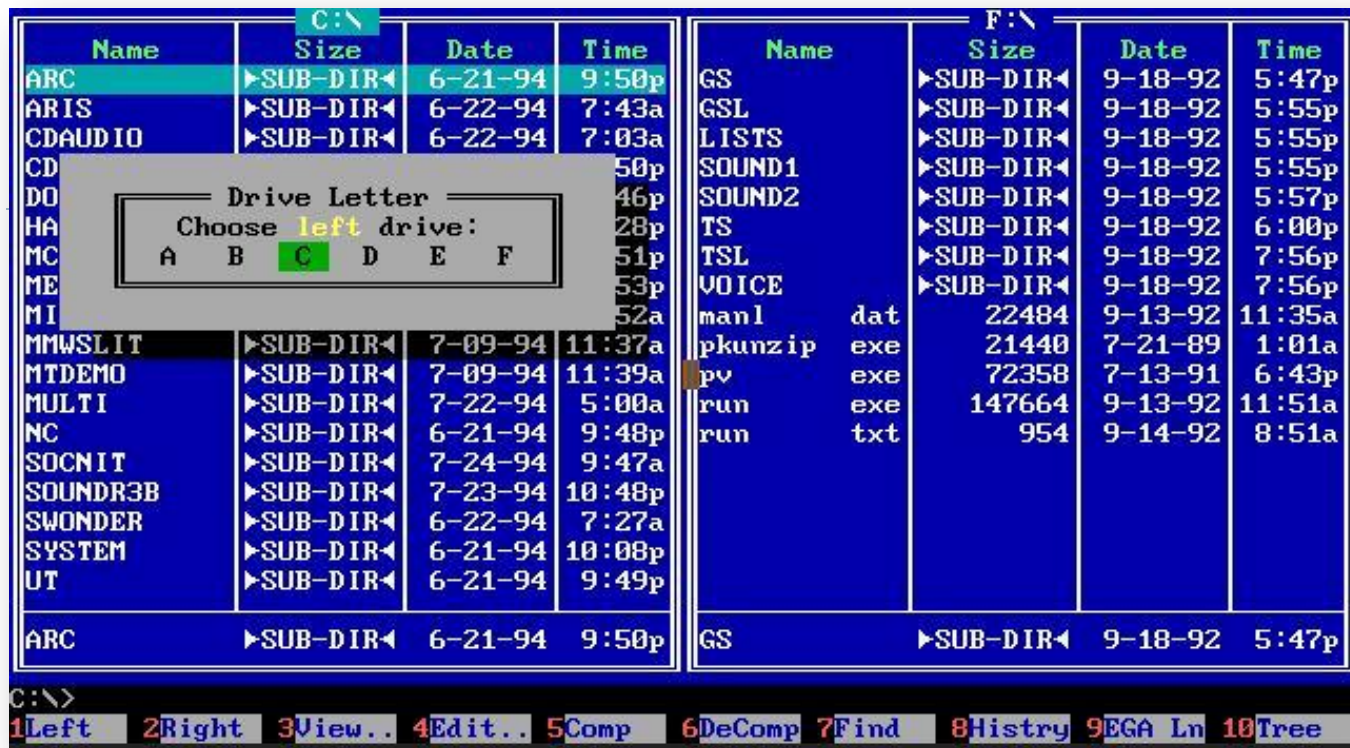 C:\ F:\
Name Size Date Time Name Size Date Time
ARC ►SUB-DIR◄ 6-21-94 9:50p GS ►SUB-DIR◄ 9-18-92 5:47p
ARIS ►SUB-DIR◄ 6-22-94 7:43a GSL ►SUB-DIR◄ 9-18-92 5:55p
CDAUDIO ►SUB-DIR◄ 6-22-94 7:03a LISTS ►SUB-DIR◄ 9-18-92 5:55p
CD 50p SOUND1 ►SUB-DIR◄ 9-18-92 5:55p
DO Drive Letter 46p SOUND2 ►SUB-DIR◄ 9-18-92 5:57p
HA Choose left drive: 28p TS ►SUB-DIR◄ 9-18-92 6:00p
MC A B C D E F 51p TSL ►SUB-DIR◄ 9-18-92 7:56p
ME 53p VOICE ►SUB-DIR◄ 9-18-92 7:56p
MI 52a manl dat 22484 9-13-92 11:35a
MMWSLIT ►SUB-DIR◄ 7-09-94 11:37a pkunzip exe 21440 7-21-89 1:01a
MTDEMO ►SUB-DIR◄ 7-09-94 11:39a pv exe 72358 7-13-91 6:43p
MULTI ►SUB-DIR◄ 7-22-94 5:00a run exe 147664 9-13-92 11:51a
NC ►SUB-DIR◄ 6-21-94 9:48p run txt 954 9-14-92 8:51a
SOCNIT ►SUB-DIR◄ 7-24-94 9:47a
SOUNDR3B ►SUB-DIR◄ 7-23-94 10:48p
SWONDER ►SUB-DIR◄ 6-22-94 7:27a
SYSTEM ►SUB-DIR◄ 6-21-94 10:08p
UT ►SUB-DIR◄ 6-21-94 9:49p
ARC ►SUB-DIR◄ 6-21-94 9:50p GS ►SUB-DIR◄ 9-18-92 5:47p
C:\>
1Left 2Right 3View.. 4Edit.. 5Comp 6DeComp 7Find 8Histry 9EGA Ln 10Tree